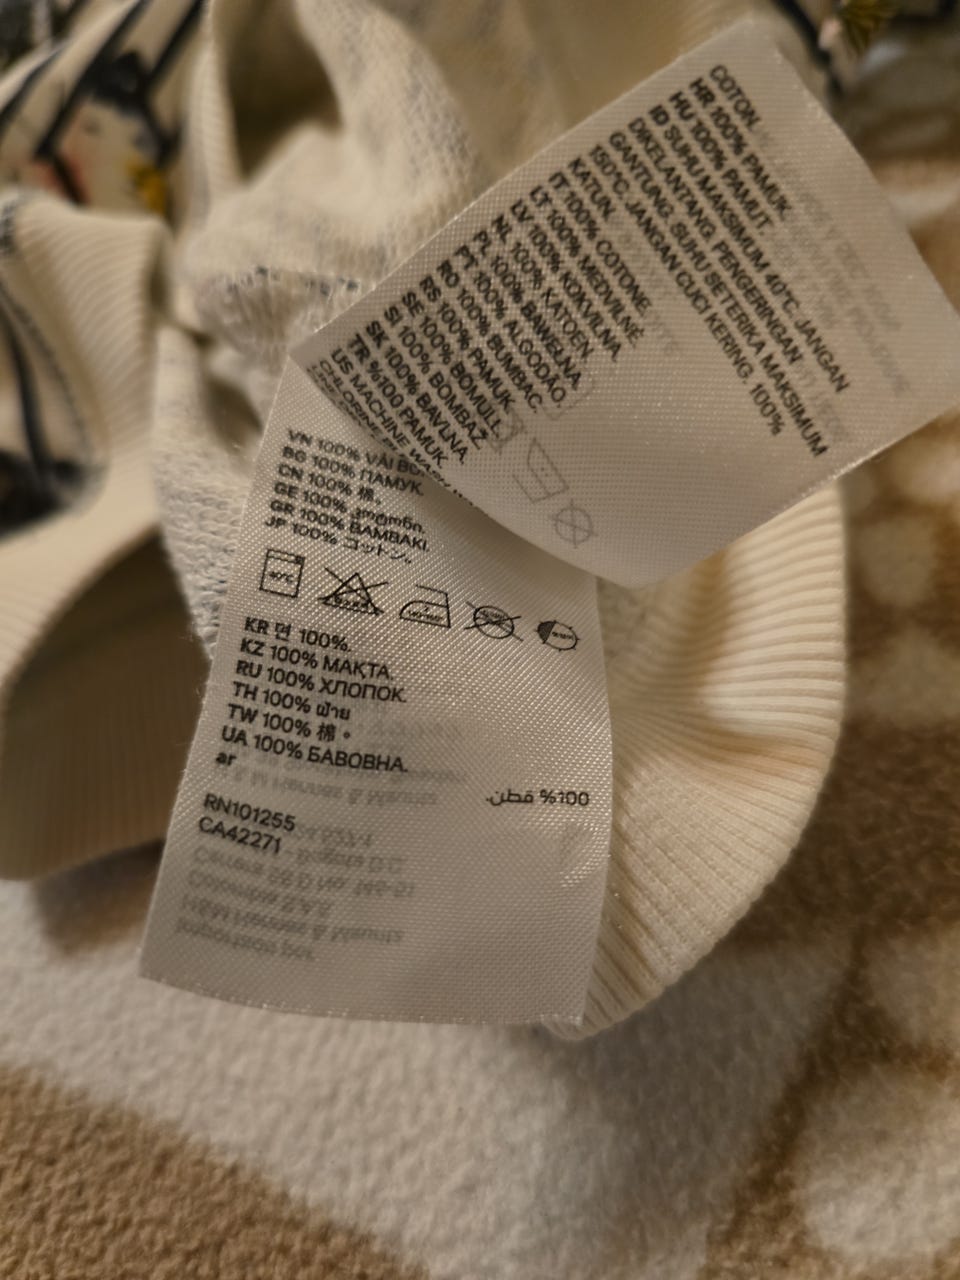 COTON.
HR 100% PAMUK.
HU 100% PAMUT.
ID SUHU MAKSIMUM 40°C. JANGAN
DIKELANTANG. PENGERINGAN
GANTUNG. SUHU SETERIKA MAKSIMUM
150°C. JANGAN CUCI KERING. 100%
KATUN.
IT 100% COTONE.
LT 100% MEDVILNĖ.
LV 100% KOKVILNA.
NL 100% KATOEN.
PL 100% BAWEŁNA.
PT 100% ALGODÃO.
RO 100% BUMBAC.
RS 100% PAMUK.
SE 100% BOMULL.
SI 100% BOMBAŽ.
SK 100% BAVLNA.
TR %100 PAMUK.
US MACHINE WASH
VN 100% VẢI
BG 100% ПАМУК.
CN 100% 棉。
GE 100% ბოტონი.
GR 100% ΒΑΜΒΑΚΙ.
JP 100% コットン。
40°C
KR 면 100%.
KZ 100% МАҚТА.
RU 100% ХЛОПОК.
TH 100% ฝ้าย
TW 100% 棉。
UA 100% БАВОВНА.
ar
100% قطن.
RN101255
CA42271